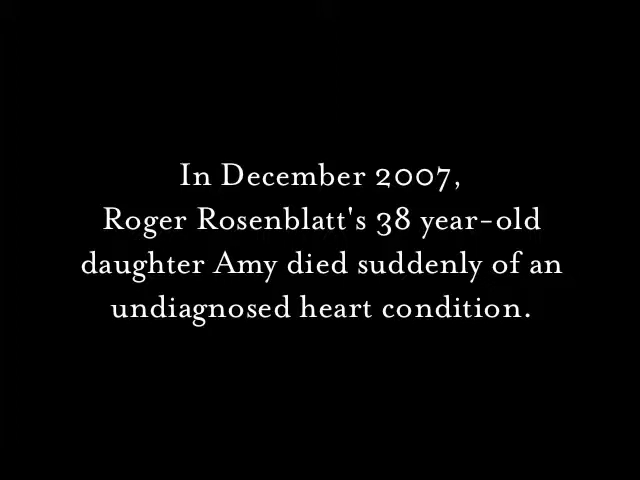 In December 2007,
Roger Rosenblatt's 38 year-old
daughter Amy died suddenly of an
undiagnosed heart condition.